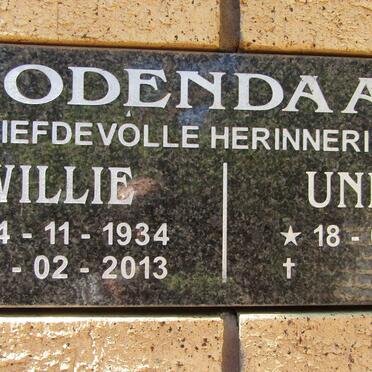 ODENDAA
IEFDEVOLLE HERINNERI
WILLIE UN
4 - 11 - 1934 ★ 18 -
- 02 - 2013 ✝